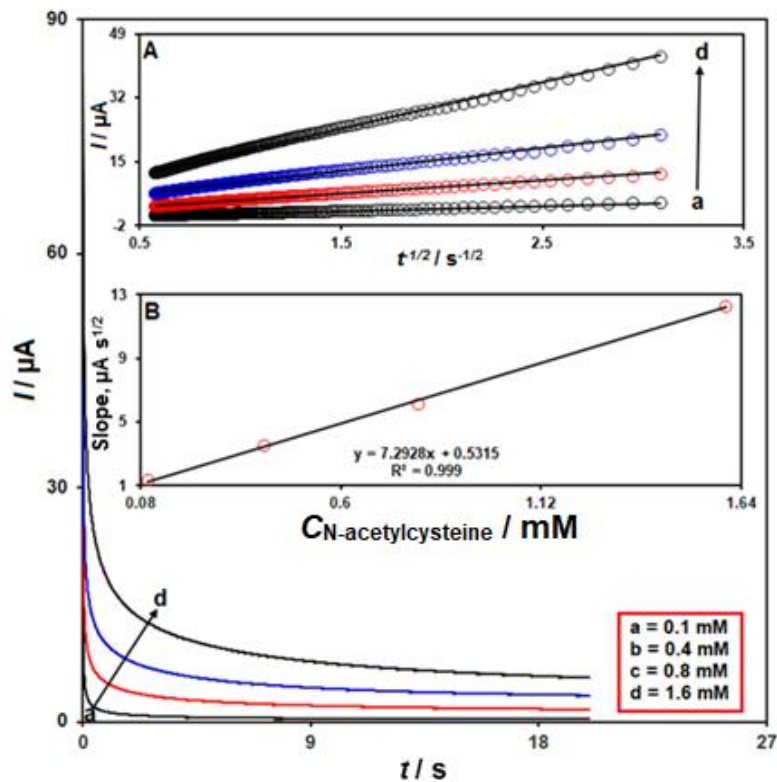 90
60
30
0
I / µA
0
9
18
27
t / s
A
49
32
15
-2
I / µA
0.5
1.5
2.5
3.5
t-1/2 / s-1/2
d
a
B
13
9
5
1
Slope, µA s1/2
y = 7.2928x + 0.5315
R² = 0.999
0.08
0.6
1.12
1.64
CN-acetylcysteine / mM
d
a
a = 0.1 mM
b = 0.4 mM
c = 0.8 mM
d = 1.6 mM